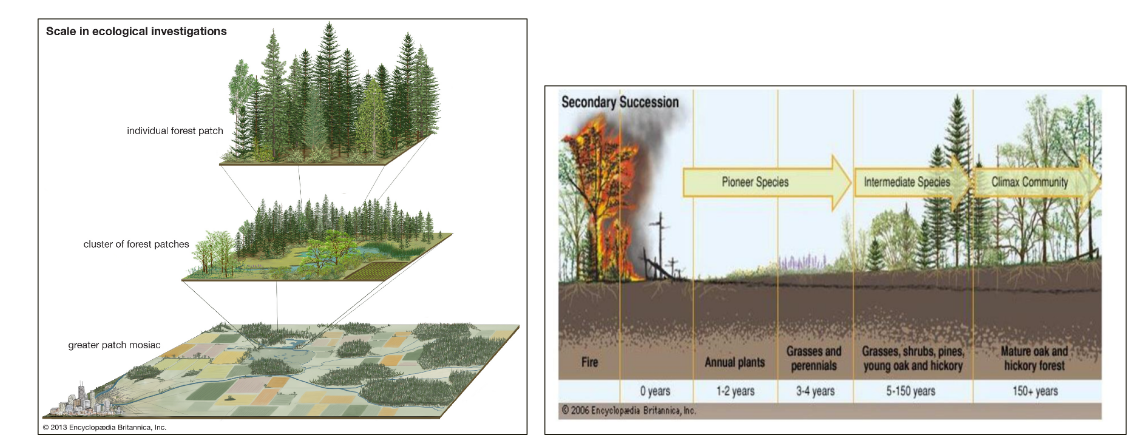 Scale in ecological investigations
individual forest patch
cluster of forest patches
greater patch mosiac
© 2013 Encyclopædia Britannica, Inc.
Secondary Succession
Pioneer Species
Intermediate Species
Climax Community
Fire
Annual plants
Grasses and
perennials
Grasses, shrubs, pines,
young oak and hickory
Mature oak and
hickory forest
0 years
1-2 years
3-4 years
5-150 years
150+ years
© 2006 Encyclopædia Britannica, Inc.